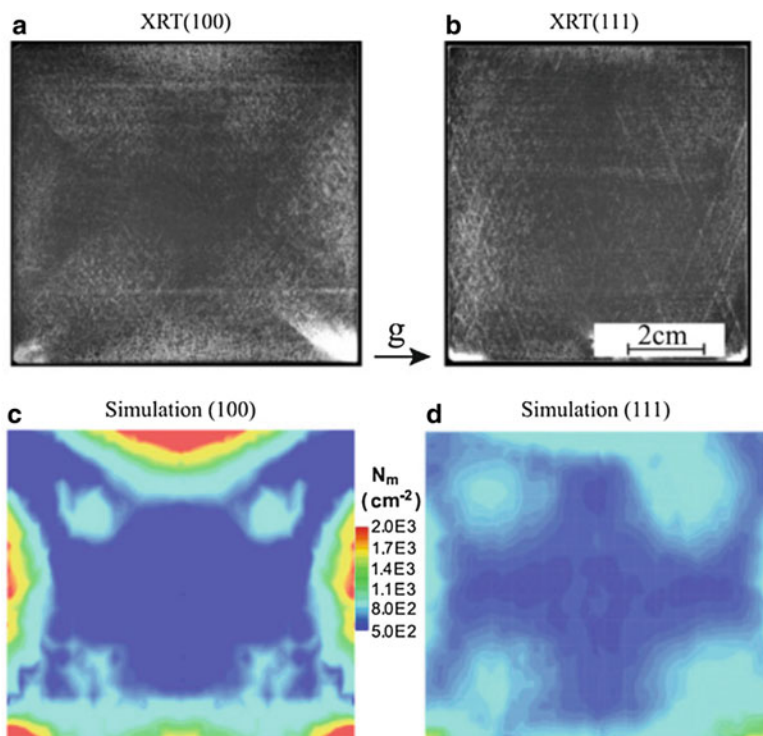 a
XRT(100)
b
XRT(111)
g
2cm
c
Simulation (100)
d
Simulation (111)
N_m
(cm⁻²)
2.0E3
1.7E3
1.4E3
1.1E3
8.0E2
5.0E2